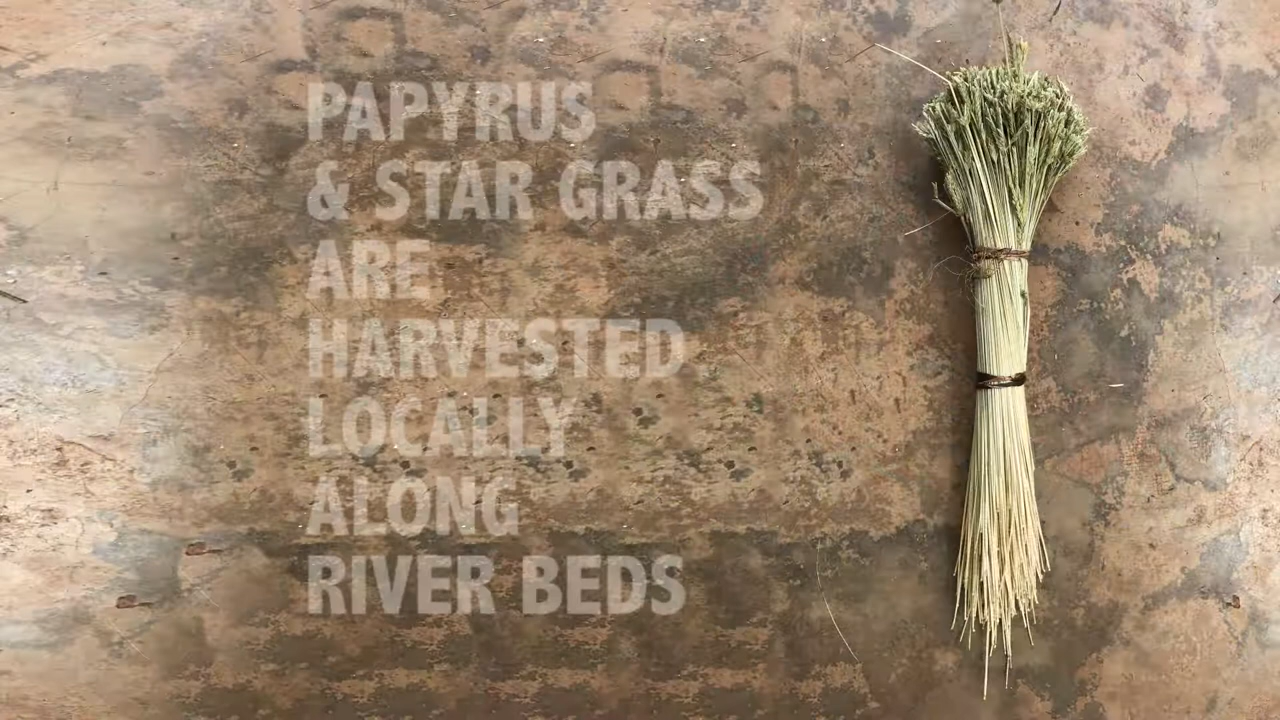 PAPYRUS
& STAR GRASS
ARE
HARVESTED
LOCALLY
ALONG
RIVER BEDS